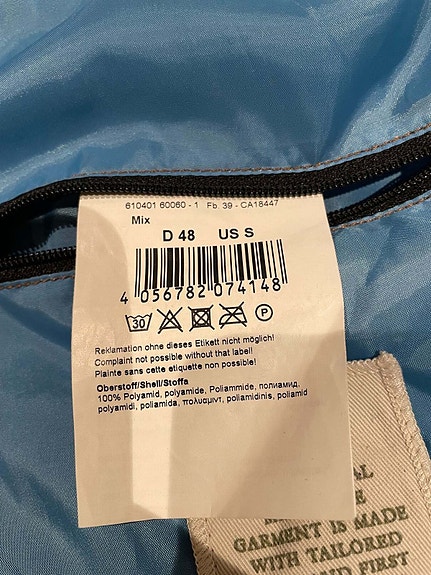 610401 60060 - 1 Fb. 39 - CA18447
Mix
D 48 US S
4 056782 074148
30 P
Reklamation ohne dieses Etikett nicht möglich!
Complaint not possible without that label!
Plainte sans cette etiquette non possible!
Oberstoff/Shell/Stoffa
100% Polyamid, polyamide, Poliammide, полиамид,
polyamidi, poliamida, πολυαμιντ, poliamidinis, poliamid
GARMENT IS MADE
WITH TAILORED
AND FIRST